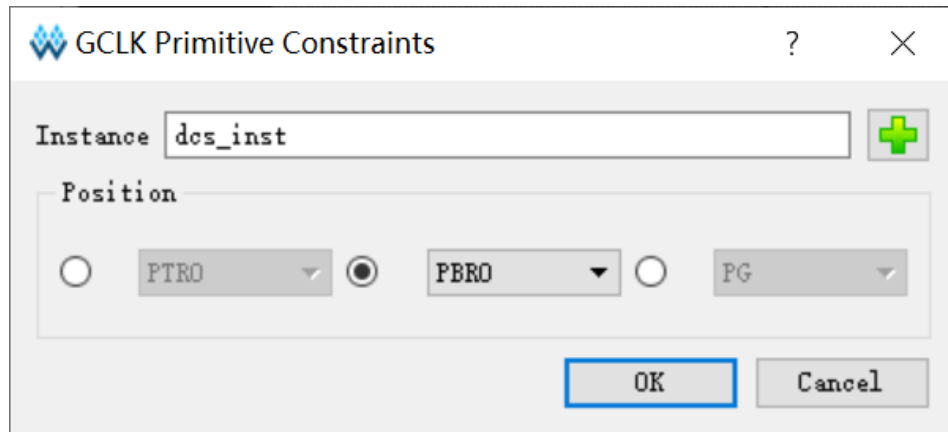 GCLK Primitive Constraints ?
Instance dcs_inst
Position
PTR0 PBR0 PG
OK Cancel